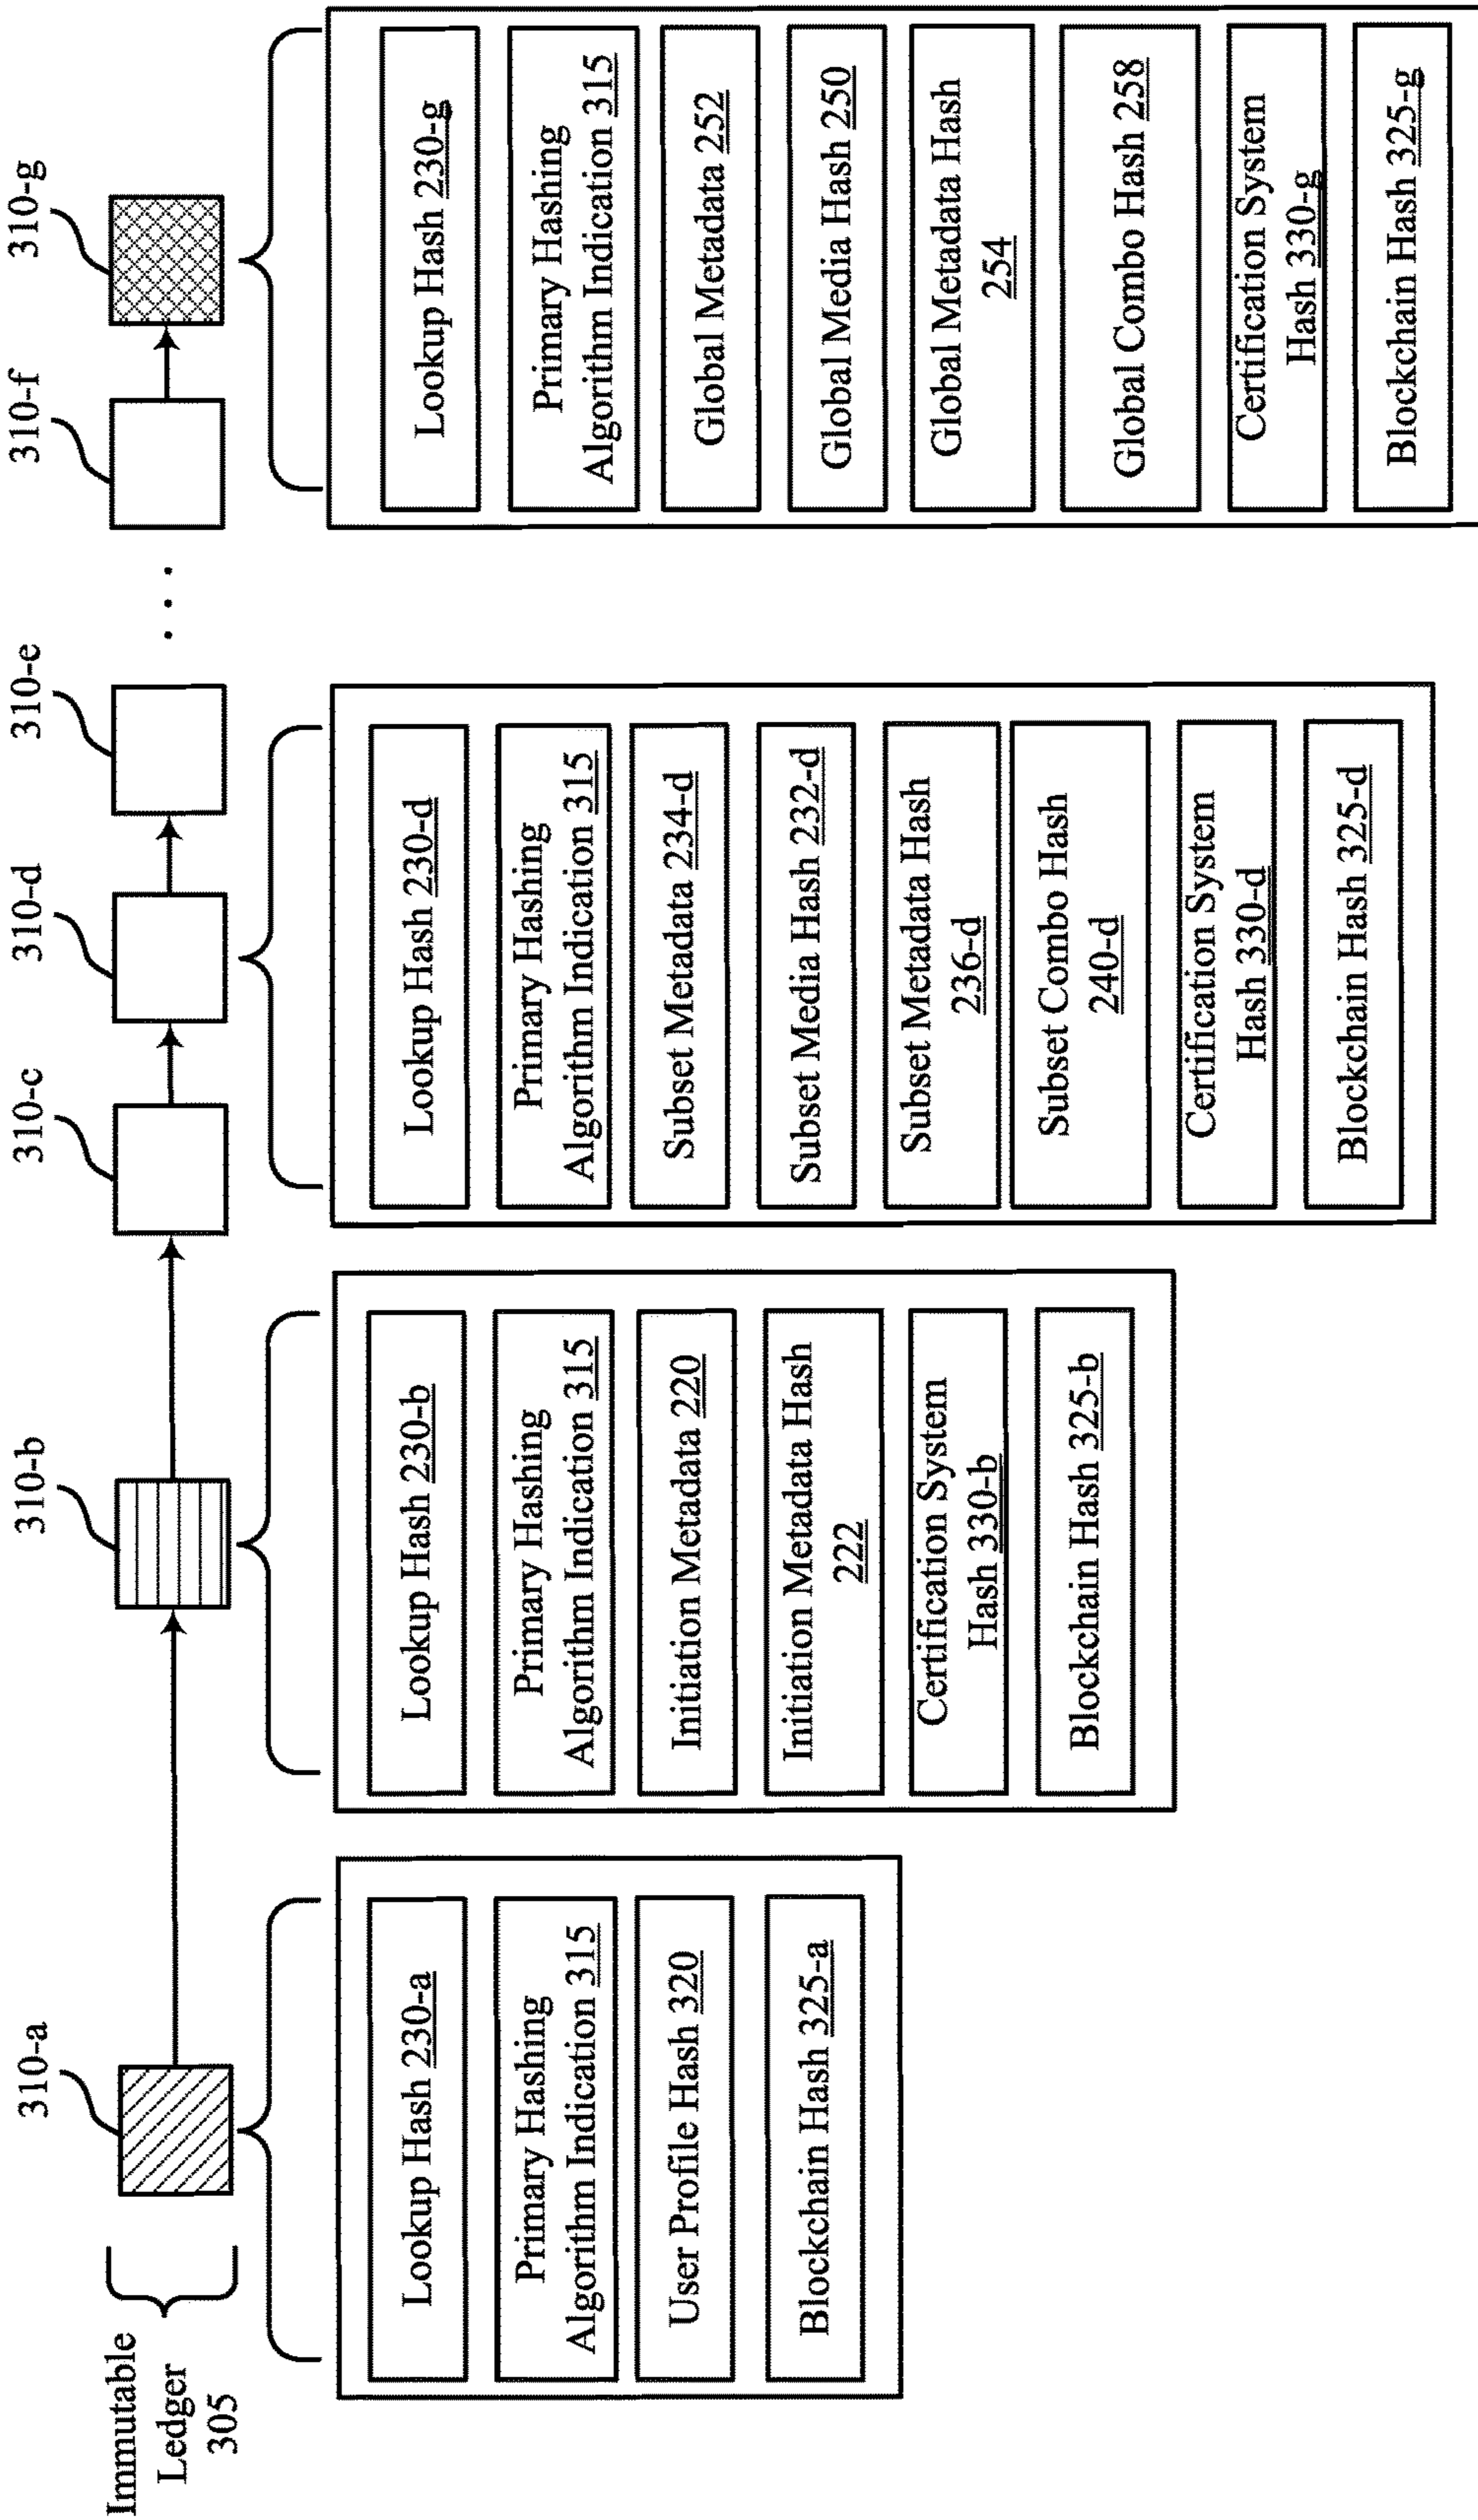 Immutable
Ledger
305
310-a
310-b
310-c
310-d
310-e
. . .
310-f
310-g
Lookup Hash 230-a
Primary Hashing
Algorithm Indication 315
User Profile Hash 320
Blockchain Hash 325-a
Lookup Hash 230-b
Primary Hashing
Algorithm Indication 315
Initiation Metadata 220
Initiation Metadata Hash
222
Certification System
Hash 330-b
Blockchain Hash 325-b
Lookup Hash 230-d
Primary Hashing
Algorithm Indication 315
Subset Metadata 234-d
Subset Media Hash 232-d
Subset Metadata Hash
236-d
Subset Combo Hash
240-d
Certification System
Hash 330-d
Blockchain Hash 325-d
Lookup Hash 230-g
Primary Hashing
Algorithm Indication 315
Global Metadata 252
Global Media Hash 250
Global Metadata Hash
254
Global Combo Hash 258
Certification System
Hash 330-g
Blockchain Hash 325-g